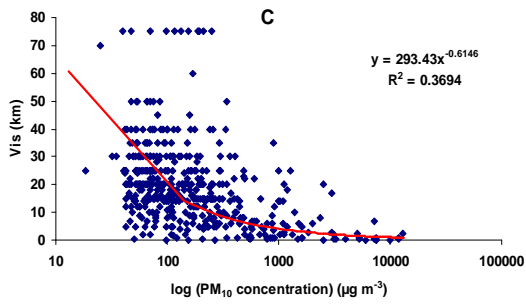 C
80
70
60
50
40
30
20
10
0
Vis (km)
y = 293.43x^-0.6146
R² = 0.3694
10 100 1000 10000 100000
log (PM₁₀ concentration) (µg m⁻³)